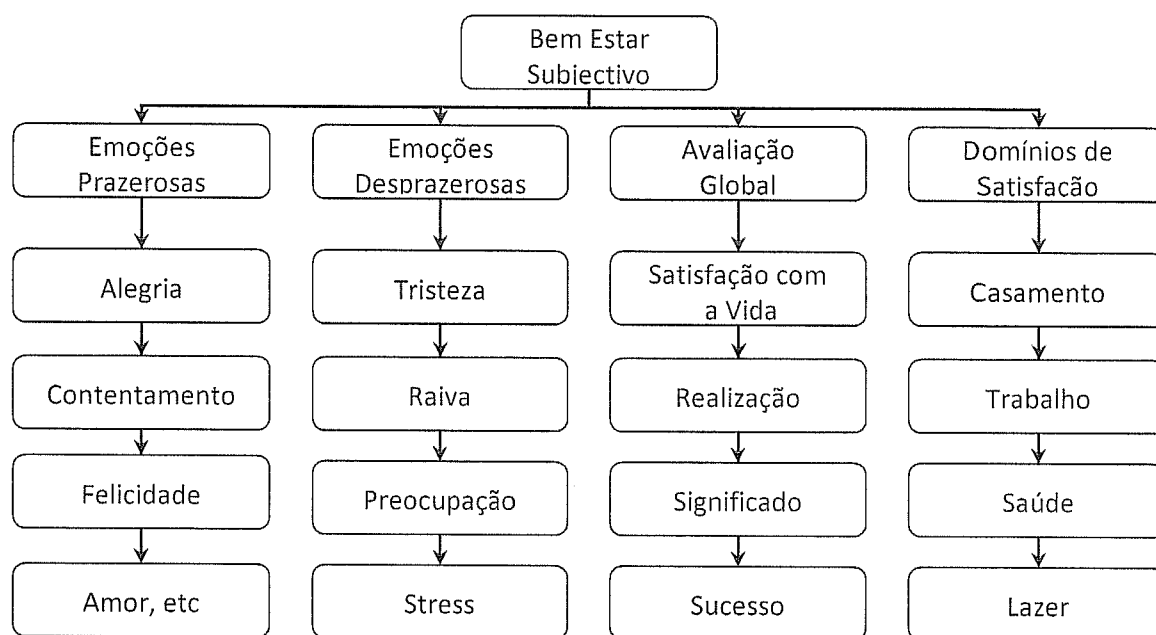 Bem Estar
Subjectivo
Emoções
Prazerosas
Emoções
Desprazerosas
Avaliação
Global
Domínios de
Satisfação
Alegria
Tristeza
Satisfação com
a Vida
Casamento
Contentamento
Raiva
Realização
Trabalho
Felicidade
Preocupação
Significado
Saúde
Amor, etc
Stress
Sucesso
Lazer